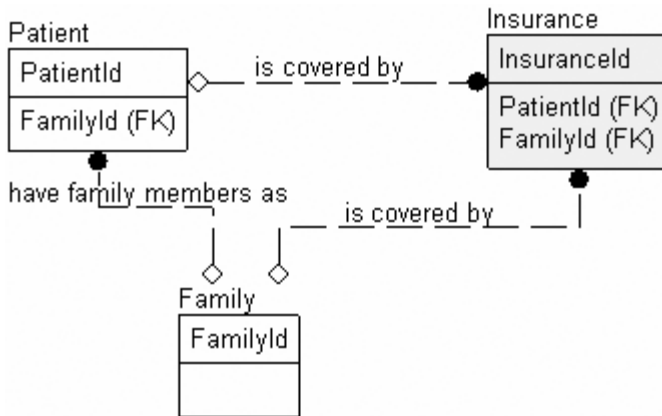 Patient
PatientId
FamilyId (FK)
is covered by
Insurance
InsuranceId
PatientId (FK)
FamilyId (FK)
have family members as
is covered by
Family
FamilyId